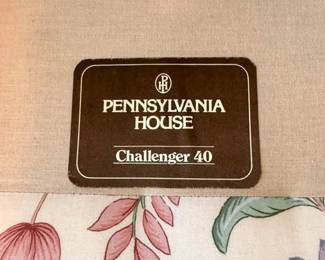 PH
PENNSYLVANIA
HOUSE
Challenger 40